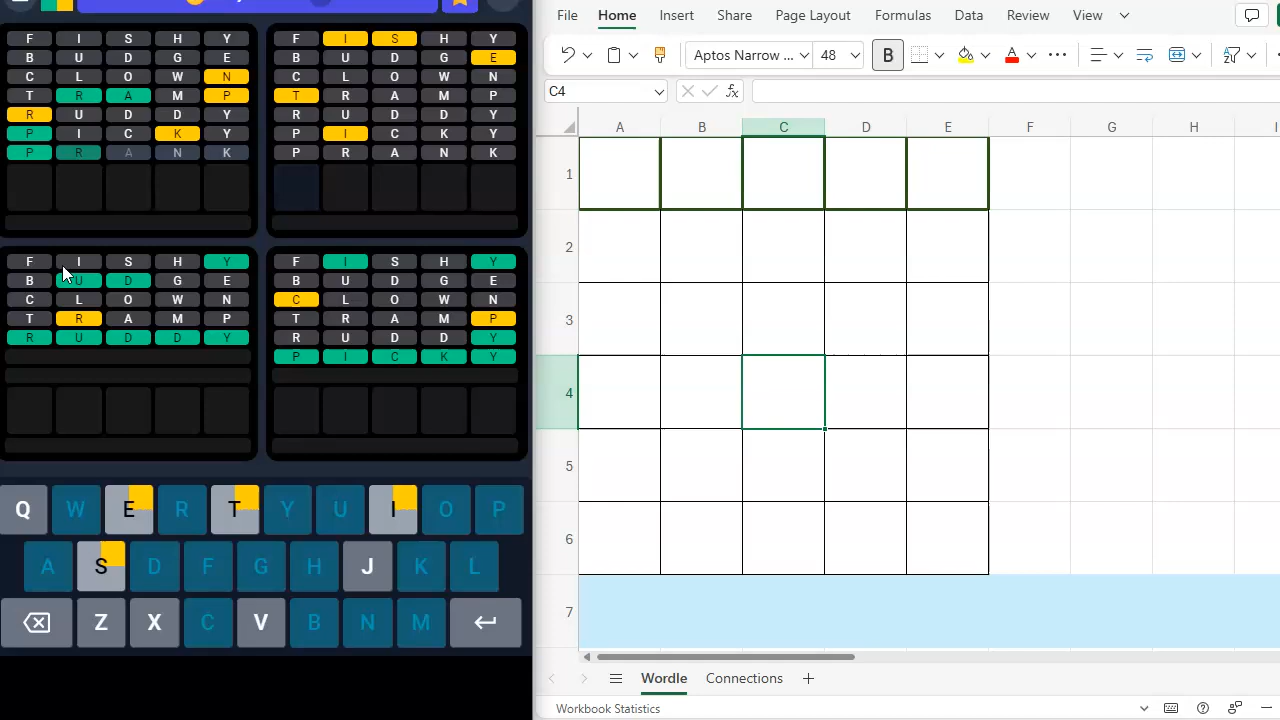 File Home Insert Share Page Layout Formulas Data Review View
Aptos Narrow ... 48 B ...
C4 fx
A B C D E F G H I
1
2
3
4
5
6
7
F I S H Y
B U D G E
C L O W N
T R A M P
R U D D Y
P I C K Y
P R A N K
F I S H Y
B U D G E
C L O W N
T R A M P
R U D D Y
P I C K Y
P R A N K
F I S H Y
B U D G E
C L O W N
T R A M P
R U D D Y
F I S H Y
B U D G E
C L O W N
T R A M P
R U D D Y
P I C K Y
Q W E R T Y U I O P
A S D F G H J K L
Z X C V B N M
Wordle Connections
Workbook Statistics